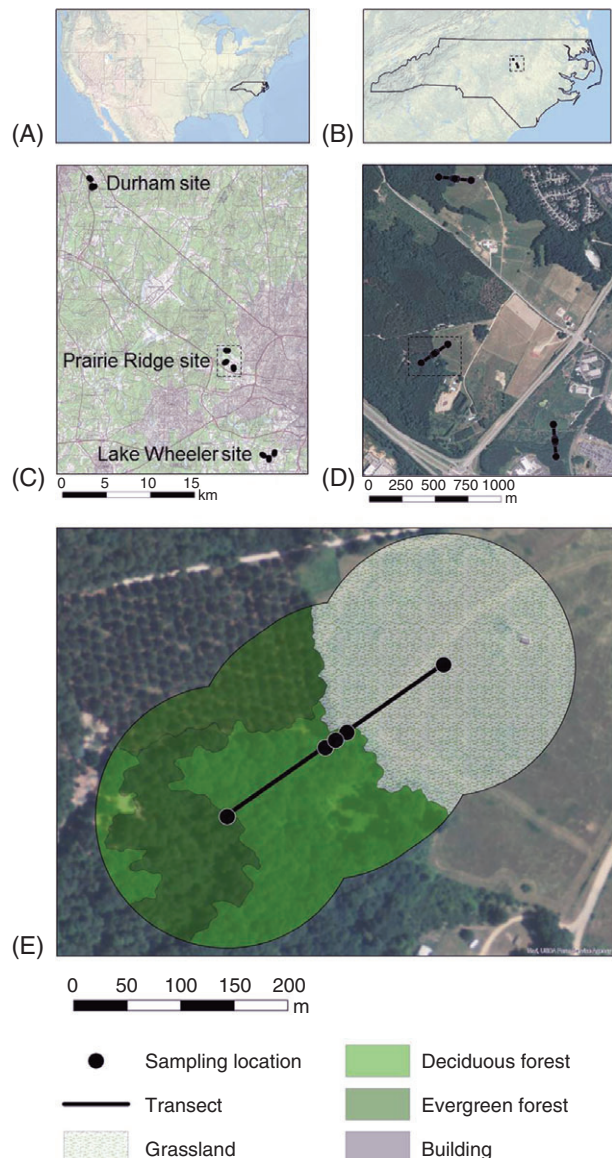 (A)
(B)
Durham site
Prairie Ridge site
Lake Wheeler site
(C)
(D)
0 5 10 15
km
0 250 500 750 1000
m
(E)
0 50 100 150 200
m
Sampling location
Deciduous forest
Transect
Evergreen forest
Grassland
Building